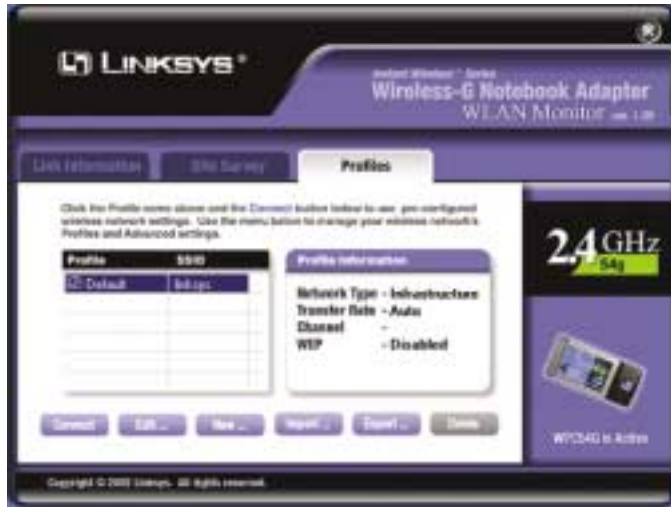 LINKSYS®
Instant Wireless™ Series
Wireless-G Notebook Adapter
WLAN Monitor
Link Information
Site Survey
Profiles
Click the Profile name above and the Connect button below to use pre-configured
wireless network settings. Use the menu below to manage your wireless network's
Profiles and Advanced settings.
Profile SSID
Default linksys
Profile Information
Network Type - Infrastructure
Transfer Rate - Auto
Channel -
WEP - Disabled
2.4 GHz
54g
Connect
Edit ...
New ...
Import ...
Export ...
Delete
WPC54G is Active
Copyright © Linksys. All rights reserved.